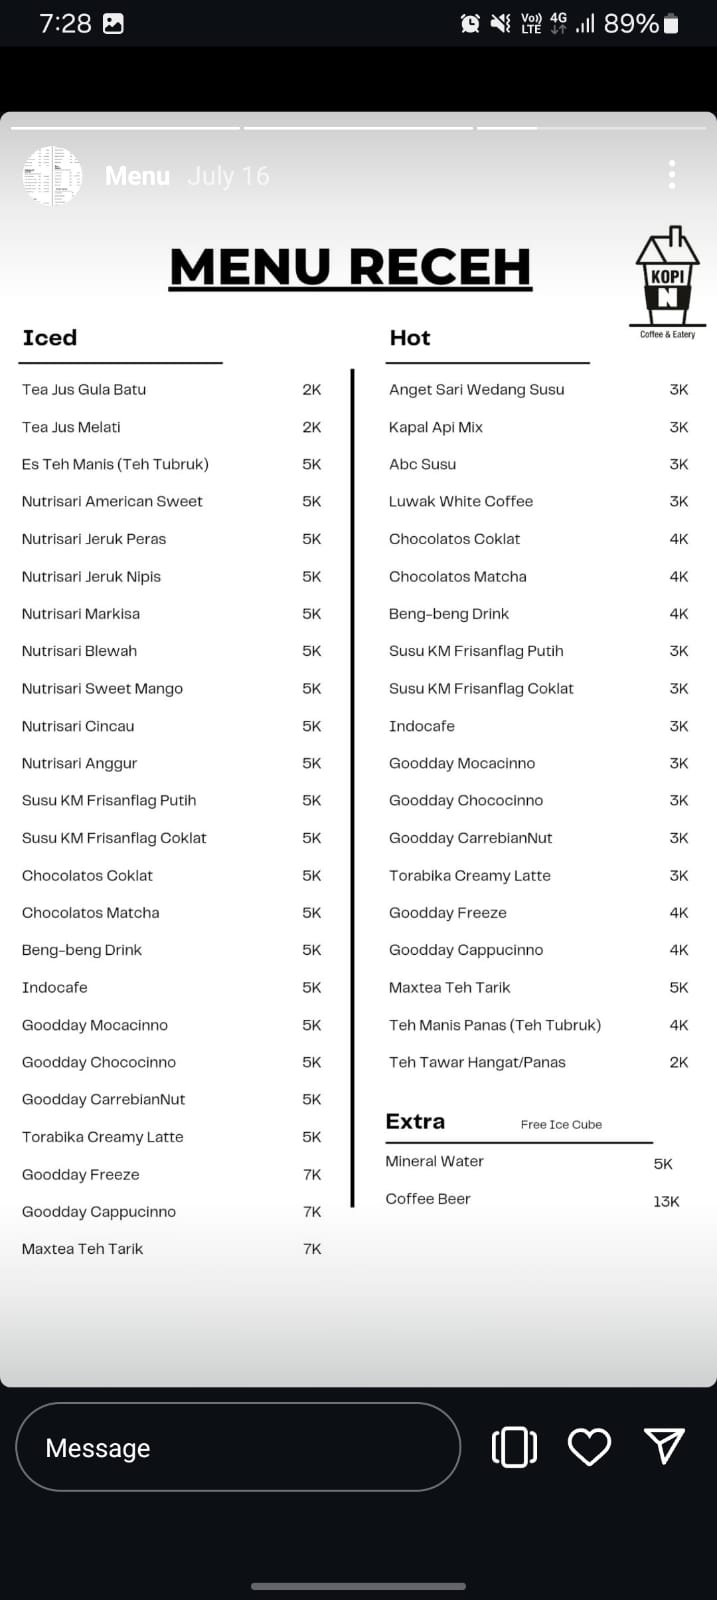 7:28
Vo)) LTE 4G 89%
Menu July 16
MENU RECEH
KOPI
N
Coffee & Eatery
Iced
Tea Jus Gula Batu 2K
Tea Jus Melati 2K
Es Teh Manis (Teh Tubruk) 5K
Nutrisari American Sweet 5K
Nutrisari Jeruk Peras 5K
Nutrisari Jeruk Nipis 5K
Nutrisari Markisa 5K
Nutrisari Blewah 5K
Nutrisari Sweet Mango 5K
Nutrisari Cincau 5K
Nutrisari Anggur 5K
Susu KM Frisanflag Putih 5K
Susu KM Frisanflag Coklat 5K
Chocolatos Coklat 5K
Chocolatos Matcha 5K
Beng-beng Drink 5K
Indocafe 5K
Goodday Mocacinno 5K
Goodday Chococinno 5K
Goodday CarrebianNut 5K
Torabika Creamy Latte 5K
Goodday Freeze 7K
Goodday Cappucinno 7K
Maxtea Teh Tarik 7K
Hot
Anget Sari Wedang Susu 3K
Kapal Api Mix 3K
Abc Susu 3K
Luwak White Coffee 3K
Chocolatos Coklat 4K
Chocolatos Matcha 4K
Beng-beng Drink 4K
Susu KM Frisanflag Putih 3K
Susu KM Frisanflag Coklat 3K
Indocafe 3K
Goodday Mocacinno 3K
Goodday Chococinno 3K
Goodday CarrebianNut 3K
Torabika Creamy Latte 3K
Goodday Freeze 4K
Goodday Cappucinno 4K
Maxtea Teh Tarik 5K
Teh Manis Panas (Teh Tubruk) 4K
Teh Tawar Hangat/Panas 2K
Extra Free Ice Cube
Mineral Water 5K
Coffee Beer 13K
Message